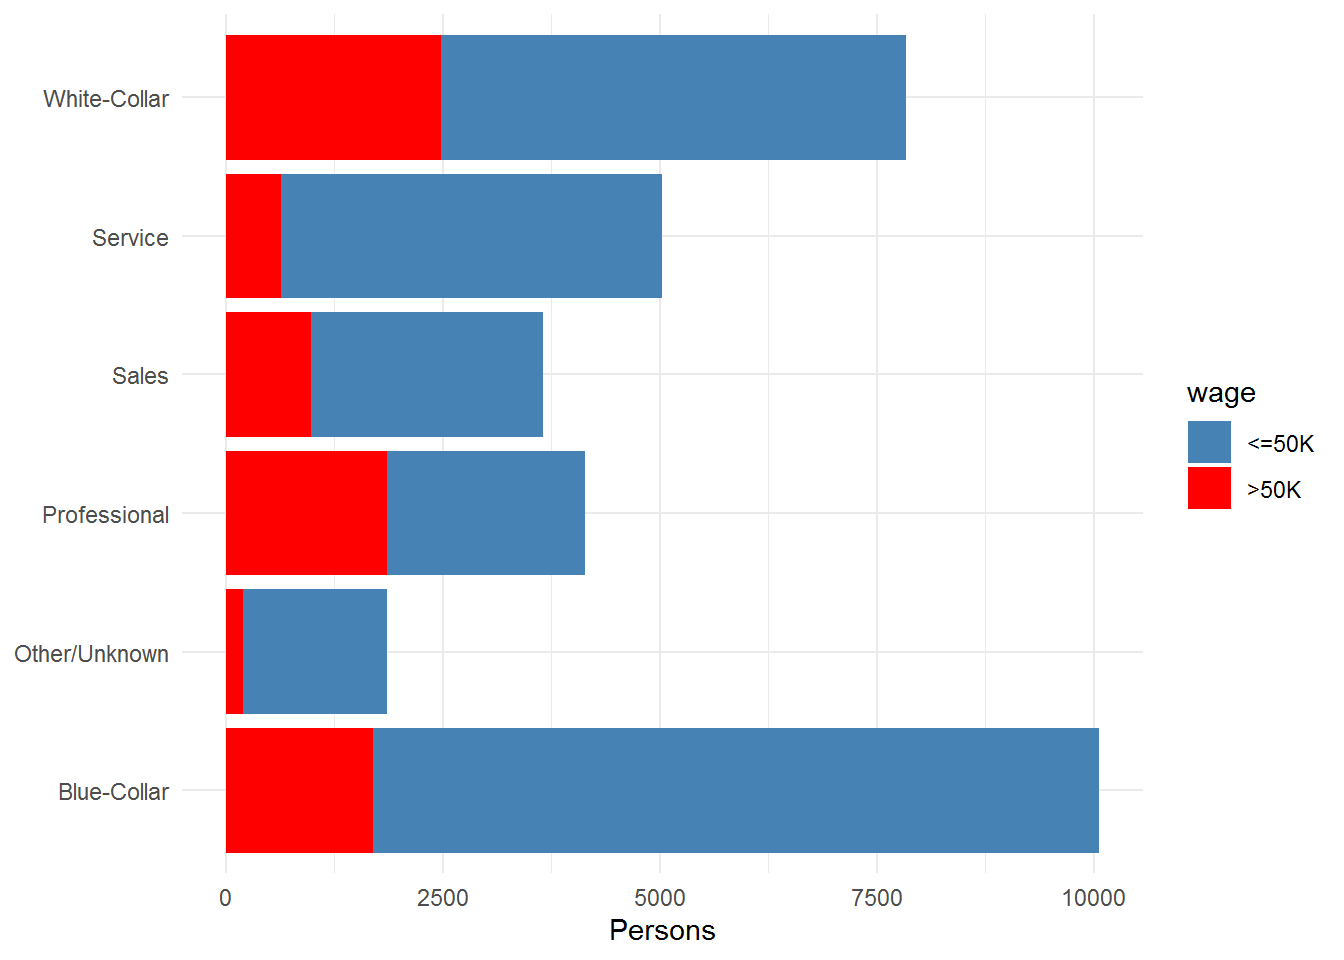 White-Collar
Service
Sales
Professional
Other/Unknown
Blue-Collar
0 2500 5000 7500 10000
Persons
wage
<=50K
>50K